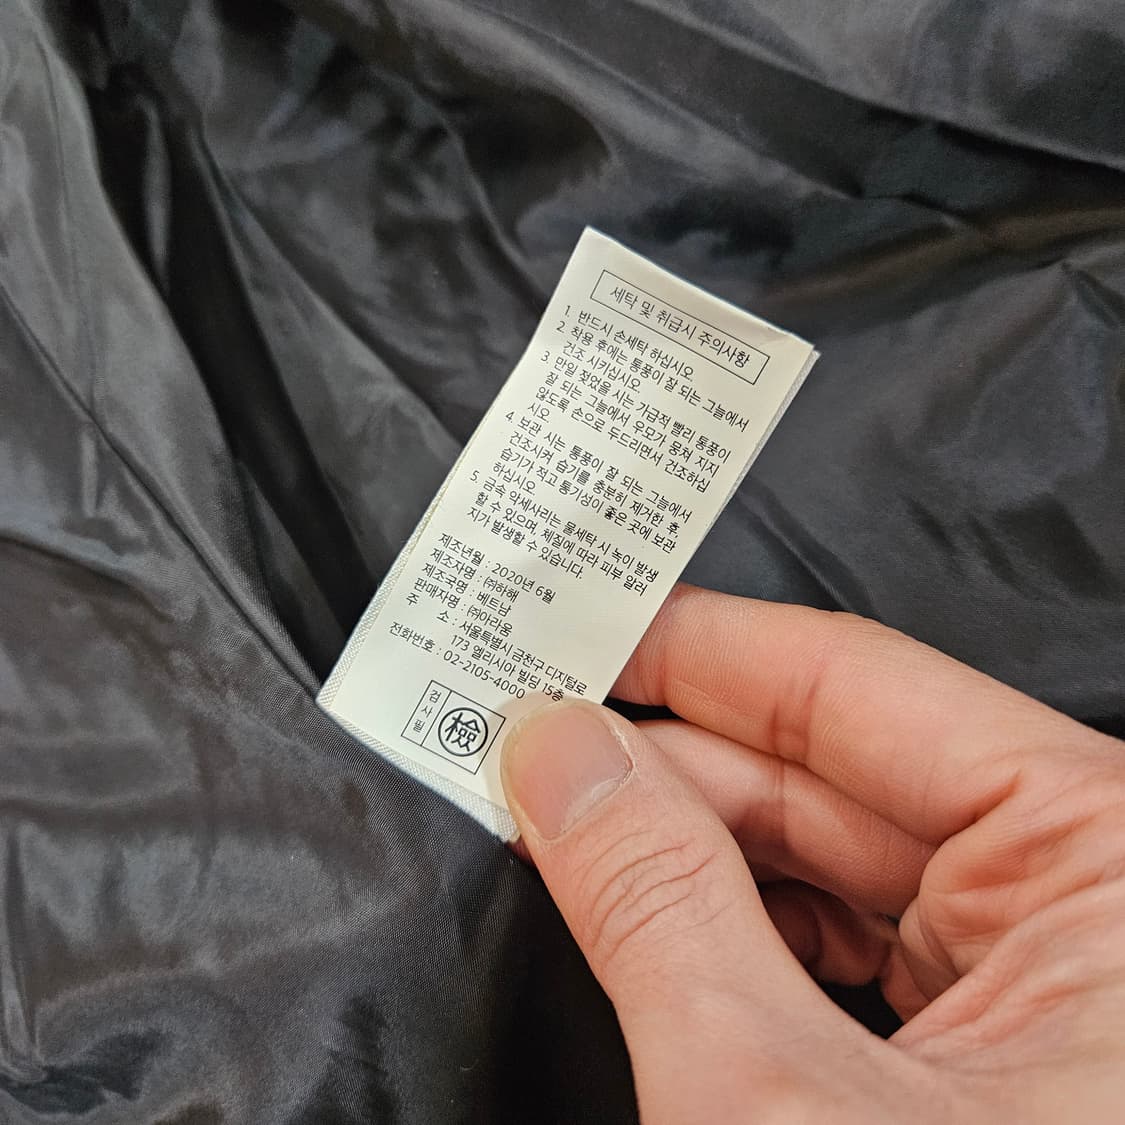 세탁 및 취급시 주의사항
1. 반드시 손세탁 하십시오.
2. 착용 후에는 통풍이 잘 되는 그늘에서
건조 시키십시오.
3. 만일 젖었을 시는 가급적 빨리 통풍이
잘 되는 그늘에서 우모가 뭉쳐 지지
않도록 손으로 두드리면서 건조하십
시오
4. 보관 시는 통풍이 잘 되는 그늘에서
건조시켜 습기를 충분히 제거한 후,
습기가 적고 통기성이 좋은 곳에 보관
하십시오
5. 금속 악세사리는 물세탁 시 녹이 발생
할 수 있으며, 체질에 따라 피부 알러
지가 발생할 수 있습니다.
제조년월 : 2020년 6월
제조자명 : ㈜하해
제조국명 : 베트남
판매자명 : ㈜아라움
주 소 : 서울특별시 금천구 디지털로
173 엘리시아 빌딩 15층
전화번호 : 02-2105-4000
검사필 檢